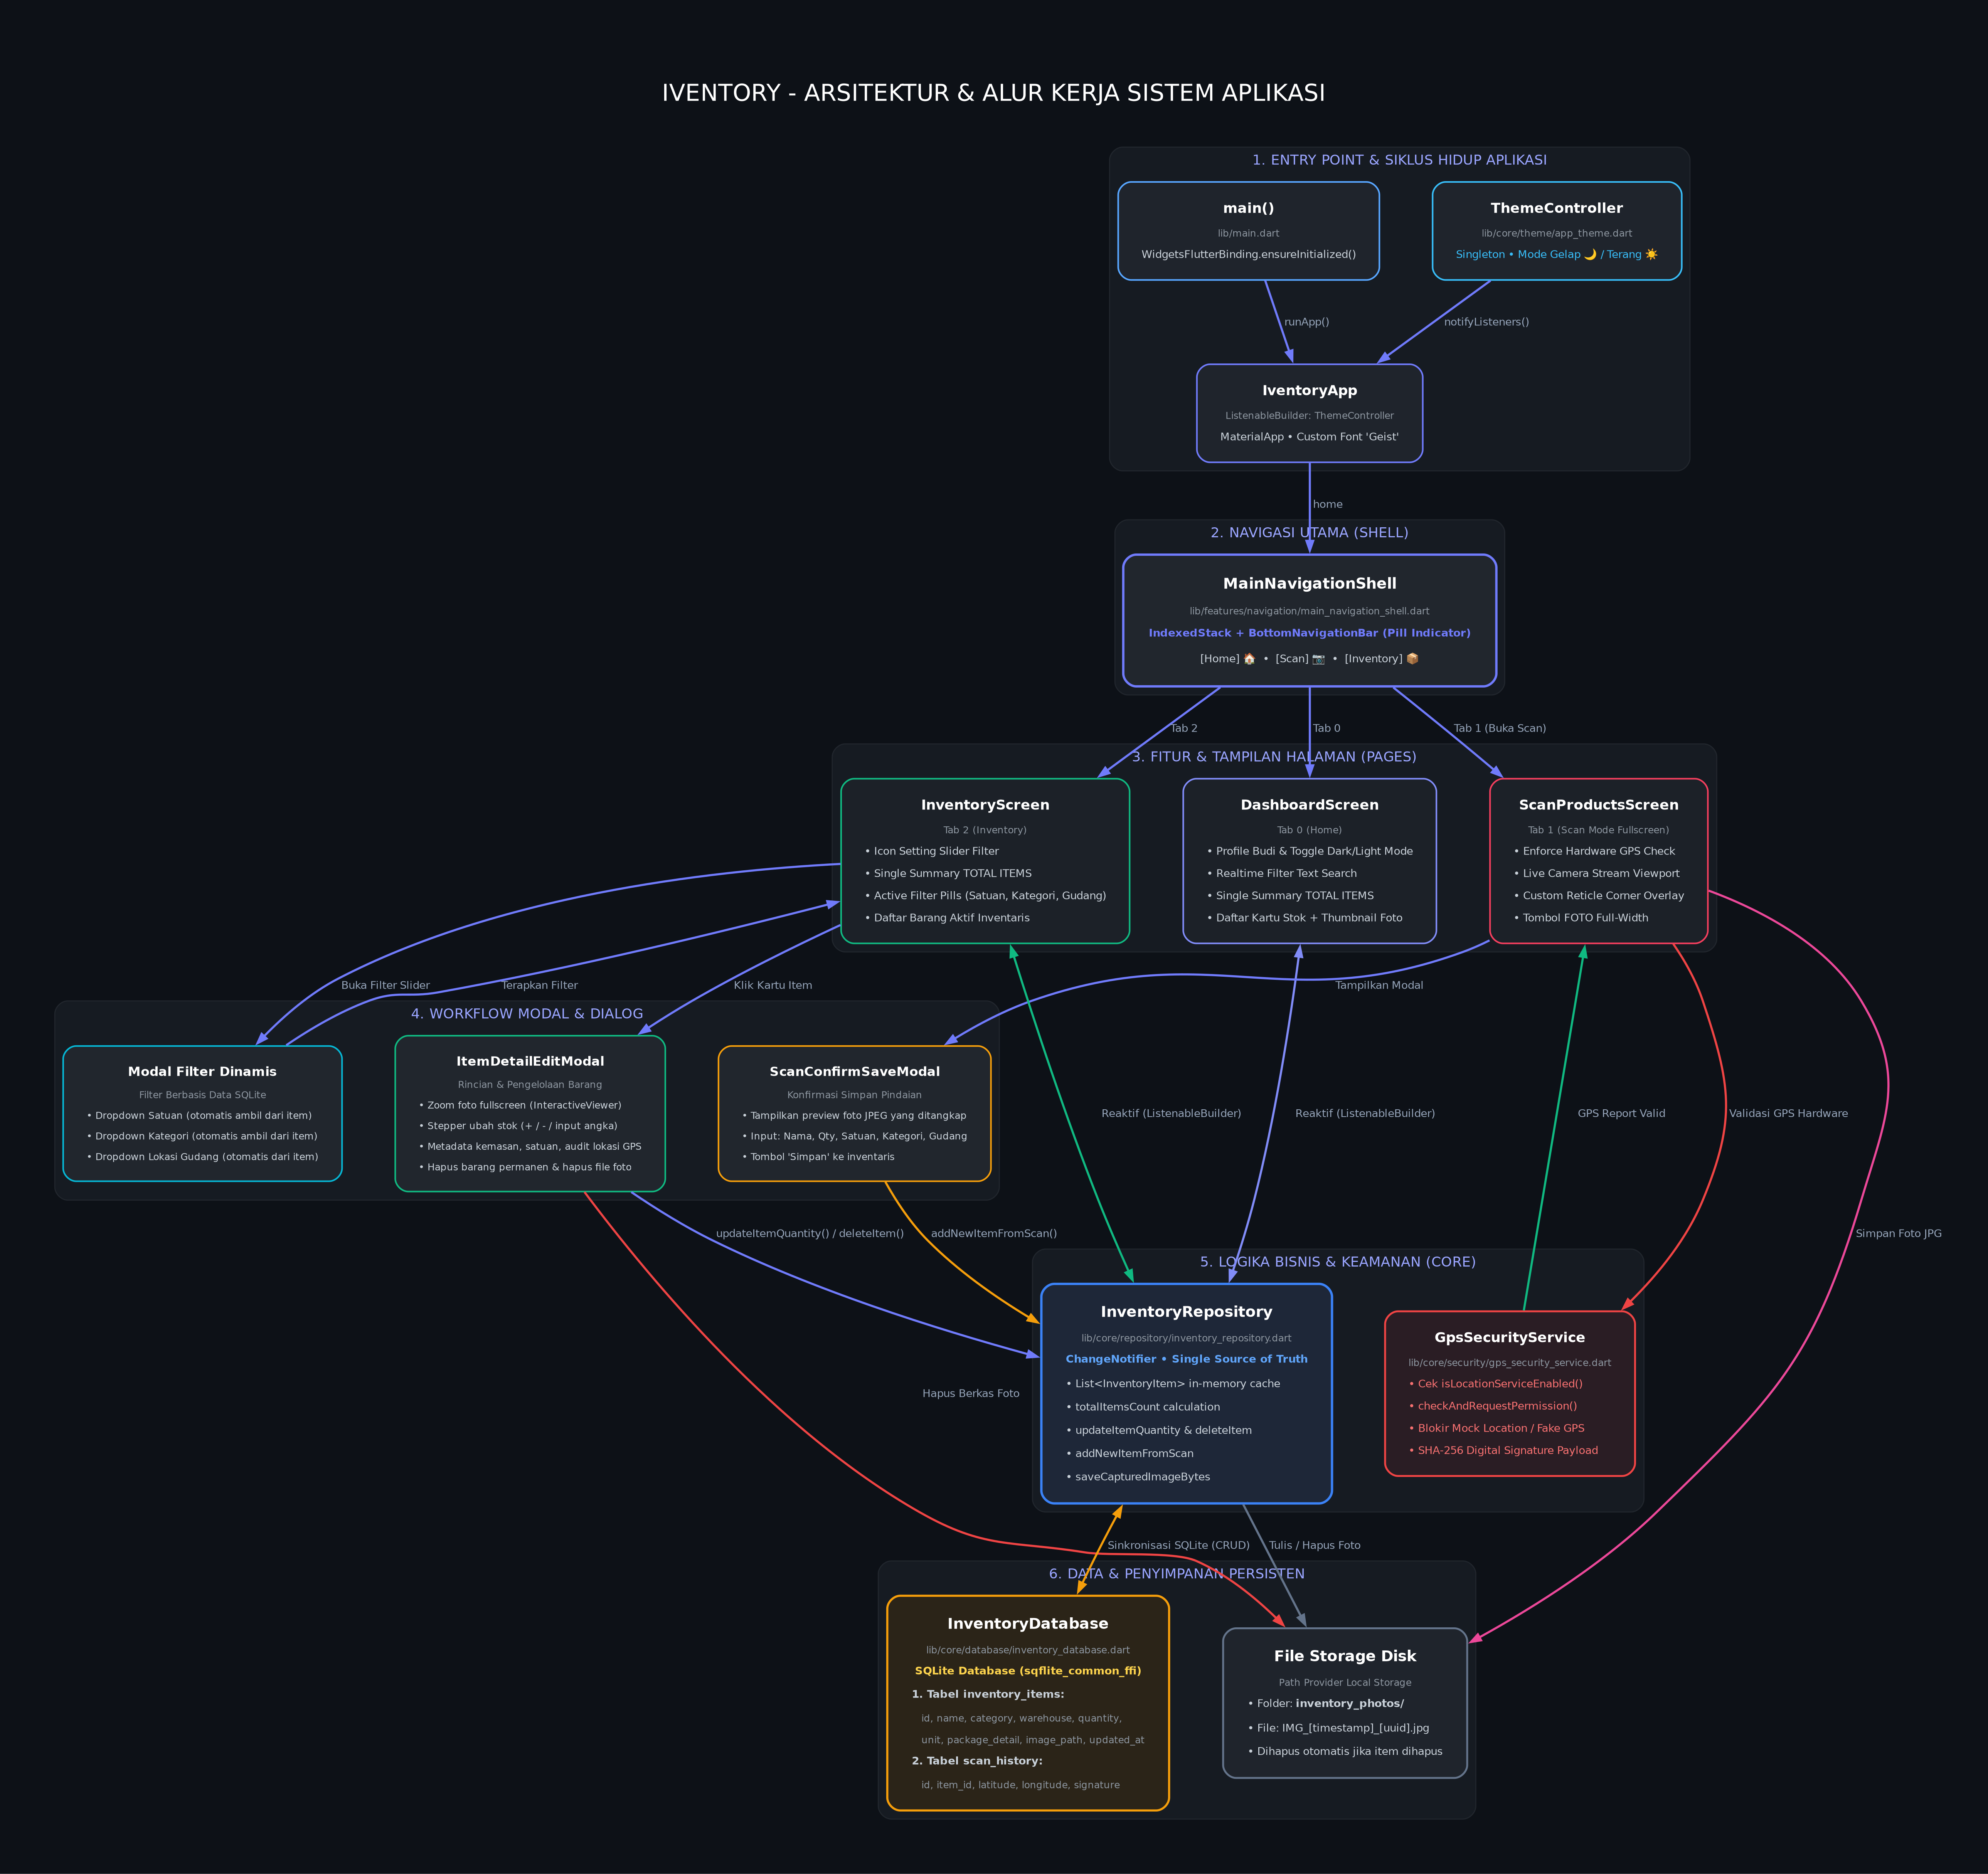 IVENTORY - ARSITEKTUR & ALUR KERJA SISTEM APLIKASI
1. ENTRY POINT & SIKLUS HIDUP APLIKASI
main()
lib/main.dart
WidgetsFlutterBinding.ensureInitialized()
ThemeController
lib/core/theme/app_theme.dart
Singleton • Mode Gelap 🌙 / Terang ☀️
runApp()
notifyListeners()
IventoryApp
ListenableBuilder: ThemeController
MaterialApp • Custom Font 'Geist'
home
2. NAVIGASI UTAMA (SHELL)
MainNavigationShell
lib/features/navigation/main_navigation_shell.dart
IndexedStack + BottomNavigationBar (Pill Indicator)
[Home] 🏠 • [Scan] 📷 • [Inventory] 📦
Tab 2
Tab 0
Tab 1 (Buka Scan)
3. FITUR & TAMPILAN HALAMAN (PAGES)
InventoryScreen
Tab 2 (Inventory)
• Icon Setting Slider Filter
• Single Summary TOTAL ITEMS
• Active Filter Pills (Satuan, Kategori, Gudang)
• Daftar Barang Aktif Inventaris
DashboardScreen
Tab 0 (Home)
• Profile Budi & Toggle Dark/Light Mode
• Realtime Filter Text Search
• Single Summary TOTAL ITEMS
• Daftar Kartu Stok + Thumbnail Foto
ScanProductsScreen
Tab 1 (Scan Mode Fullscreen)
• Enforce Hardware GPS Check
• Live Camera Stream Viewport
• Custom Reticle Corner Overlay
• Tombol FOTO Full-Width
Buka Filter Slider
Terapkan Filter
Klik Kartu Item
Tampilkan Modal
4. WORKFLOW MODAL & DIALOG
Modal Filter Dinamis
Filter Berbasis Data SQLite
• Dropdown Satuan (otomatis ambil dari item)
• Dropdown Kategori (otomatis ambil dari item)
• Dropdown Lokasi Gudang (otomatis dari item)
ItemDetailEditModal
Rincian & Pengelolaan Barang
• Zoom foto fullscreen (InteractiveViewer)
• Stepper ubah stok (+ / - / input angka)
• Metadata kemasan, satuan, audit lokasi GPS
• Hapus barang permanen & hapus file foto
ScanConfirmSaveModal
Konfirmasi Simpan Pindaian
• Tampilkan preview foto JPEG yang ditangkap
• Input: Nama, Qty, Satuan, Kategori, Gudang
• Tombol 'Simpan' ke inventaris
Reaktif (ListenableBuilder)
Reaktif (ListenableBuilder)
GPS Report Valid
Validasi GPS Hardware
updateItemQuantity() / deleteItem()
addNewItemFromScan()
Simpan Foto JPG
5. LOGIKA BISNIS & KEAMANAN (CORE)
InventoryRepository
lib/core/repository/inventory_repository.dart
ChangeNotifier • Single Source of Truth
• List<InventoryItem> in-memory cache
• totalItemsCount calculation
• updateItemQuantity & deleteItem
• addNewItemFromScan
• saveCapturedImageBytes
GpsSecurityService
lib/core/security/gps_security_service.dart
• Cek isLocationServiceEnabled()
• checkAndRequestPermission()
• Blokir Mock Location / Fake GPS
• SHA-256 Digital Signature Payload
Hapus Berkas Foto
Sinkronisasi SQLite (CRUD)
Tulis / Hapus Foto
6. DATA & PENYIMPANAN PERSISTEN
InventoryDatabase
lib/core/database/inventory_database.dart
SQLite Database (sqflite_common_ffi)
1. Tabel inventory_items:
id, name, category, warehouse, quantity,
unit, package_detail, image_path, updated_at
2. Tabel scan_history:
id, item_id, latitude, longitude, signature
File Storage Disk
Path Provider Local Storage
• Folder: inventory_photos/
• File: IMG_[timestamp]_[uuid].jpg
• Dihapus otomatis jika item dihapus